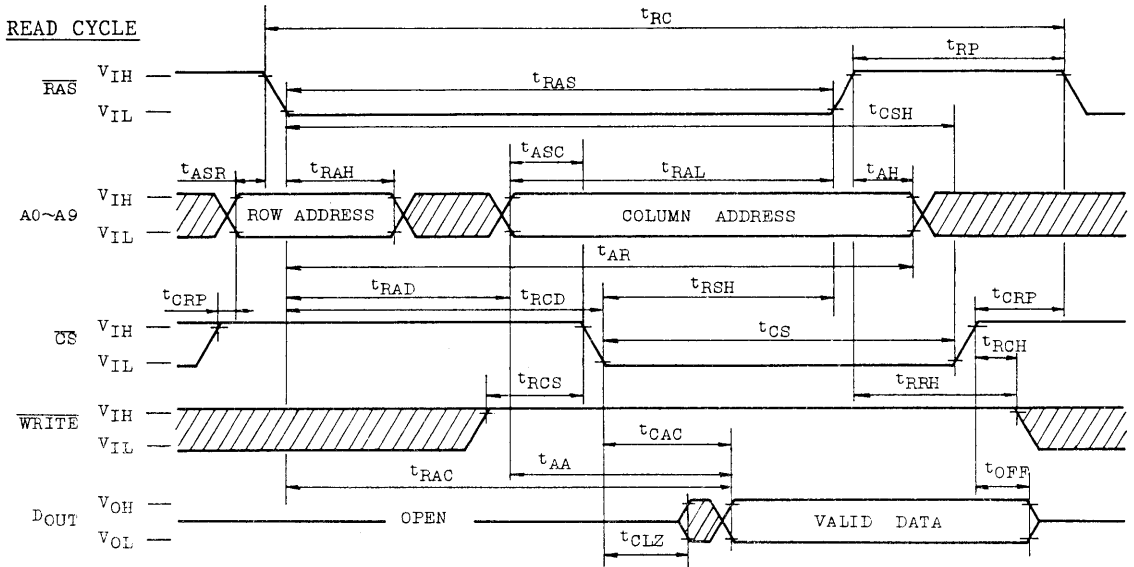 READ CYCLE
tRC
tRP
RAS
VIH
VIL
tRAS
tCSH
tASR
tRAH
tASC
tRAL
tAH
A0~A9
VIH
VIL
ROW ADDRESS
COLUMN ADDRESS
tAR
tCRP
tRAD
tRCD
tRSH
tCRP
CS
VIH
VIL
tCS
tRCH
tRCS
tRRH
WRITE
VIH
VIL
tCAC
tAA
tRAC
tOFF
DOUT
VOH
VOL
OPEN
VALID DATA
tCLZ